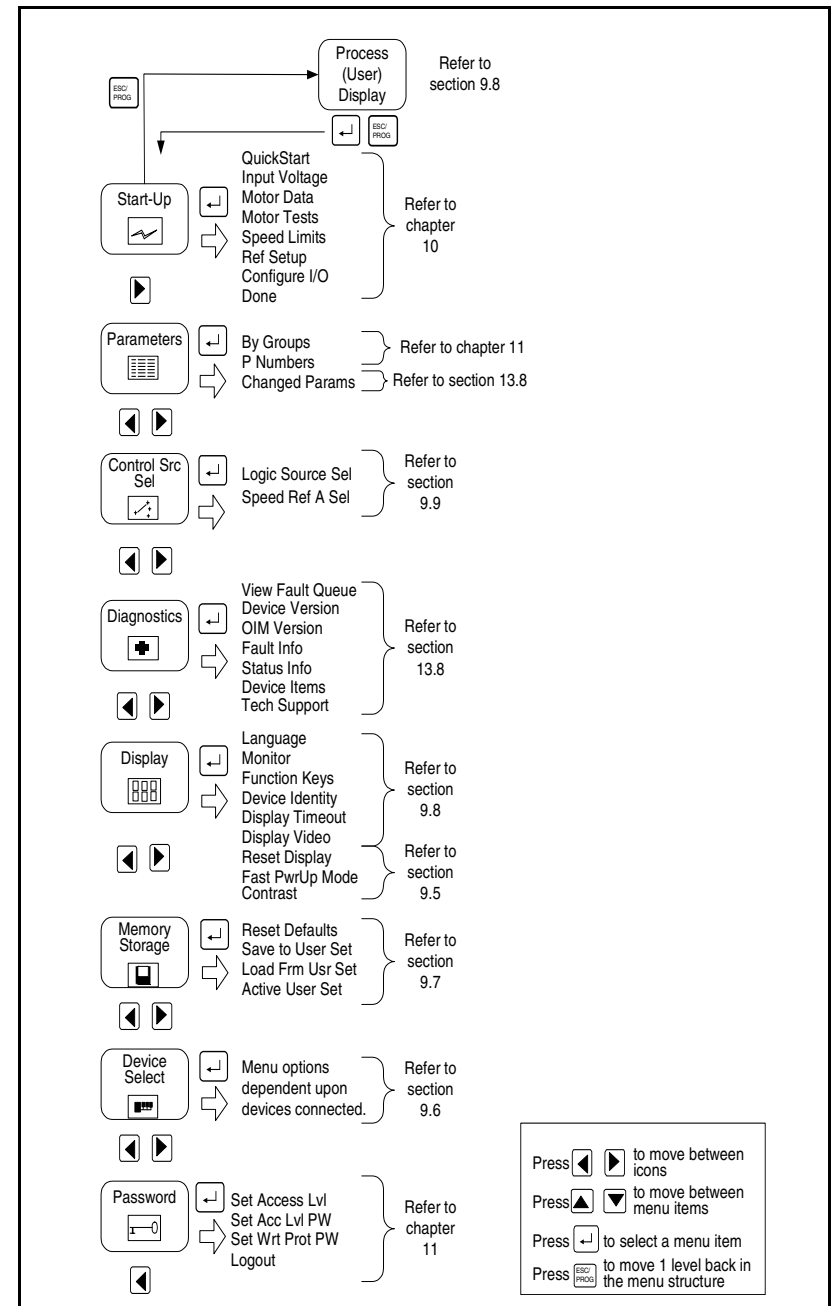 Process
(User)
Display
Refer to
section 9.8
ESC/
PROG
ESC/
PROG
Start-Up
QuickStart
Input Voltage
Motor Data
Motor Tests
Speed Limits
Ref Setup
Configure I/O
Done
Refer to
chapter
10
Parameters
By Groups
P Numbers
Changed Params
Refer to chapter 11
Refer to section 13.8
Control Src
Sel
Logic Source Sel
Speed Ref A Sel
Refer to
section
9.9
Diagnostics
View Fault Queue
Device Version
OIM Version
Fault Info
Status Info
Device Items
Tech Support
Refer to
section
13.8
Display
Language
Monitor
Function Keys
Device Identity
Display Timeout
Display Video
Reset Display
Fast PwrUp Mode
Contrast
Refer to
section
9.8
Refer to
section
9.5
Memory
Storage
Reset Defaults
Save to User Set
Load Frm Usr Set
Active User Set
Refer to
section
9.7
Device
Select
Menu options
dependent upon
devices connected.
Refer to
section
9.6
Password
Set Access Lvl
Set Acc Lvl PW
Set Wrt Prot PW
Logout
Refer to
chapter
11
Press to move between
icons
Press to move between
menu items
Press to select a menu item
Press ESC/ PROG to move 1 level back in
the menu structure